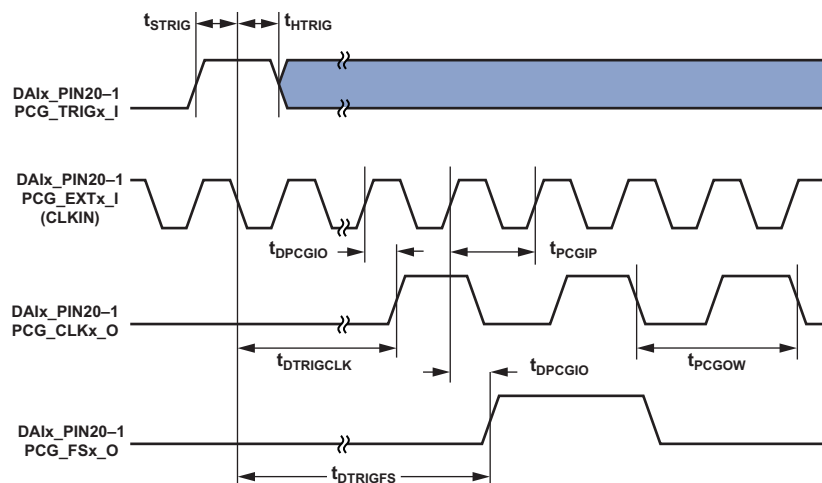 tSTRIG
tHTRIG
DAIx_PIN20–1
PCG_TRIGx_I
DAIx_PIN20–1
PCG_EXTx_I
(CLKIN)
tDPCGIO
tPCGIP
DAIx_PIN20–1
PCG_CLKx_O
tDTRIGCLK
tDPCGIO
tPCGOW
DAIx_PIN20–1
PCG_FSx_O
tDTRIGFS